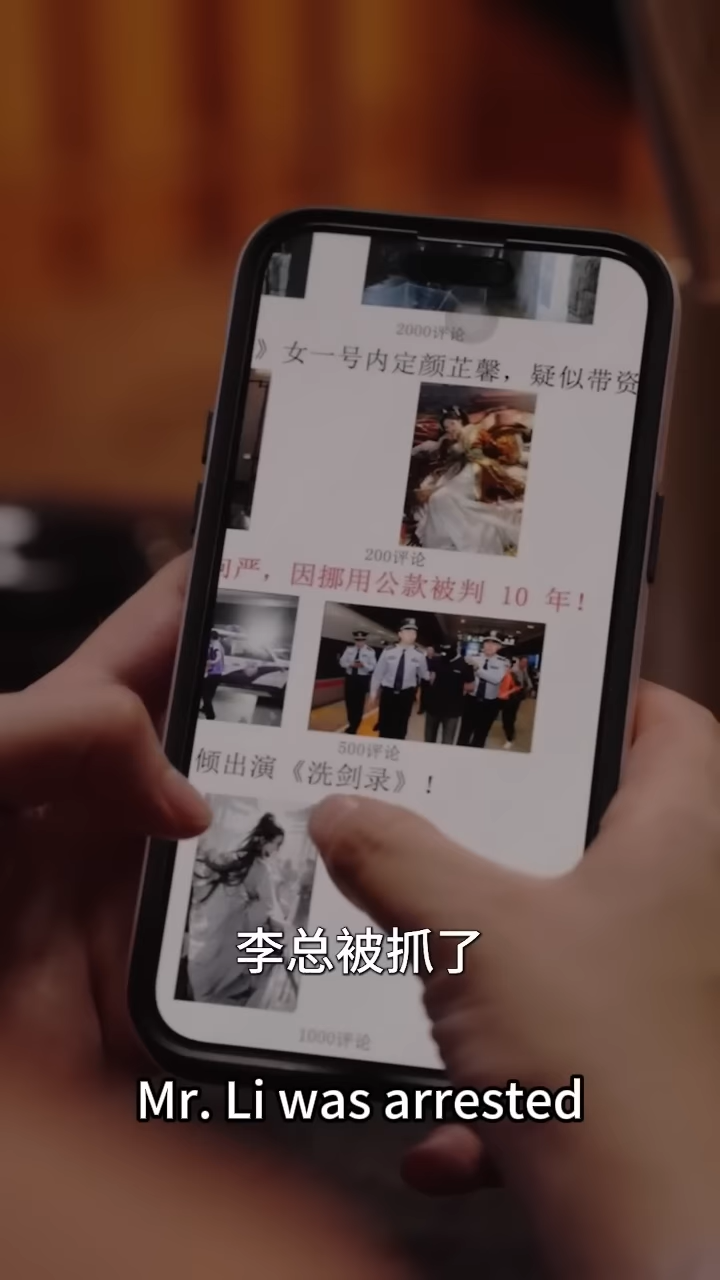 2000评论
》女一号内定颜芷馨，疑似带资
200评论
严，因挪用公款被判 10 年！
500评论
倾出演《洗剑录》！
李总被抓了
1000评论
Mr. Li was arrested